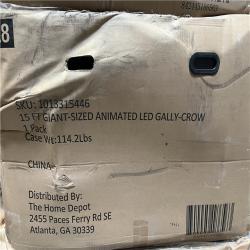 8
SKU: 1013315446
15 FT GIANT-SIZED ANIMATED LED GALLY-CROW
1 Pack
Case Wt:114.2Lbs
CHINA
Distributed By:
The Home Depot
2455 Paces Ferry Rd SE
Atlanta, GA 30339